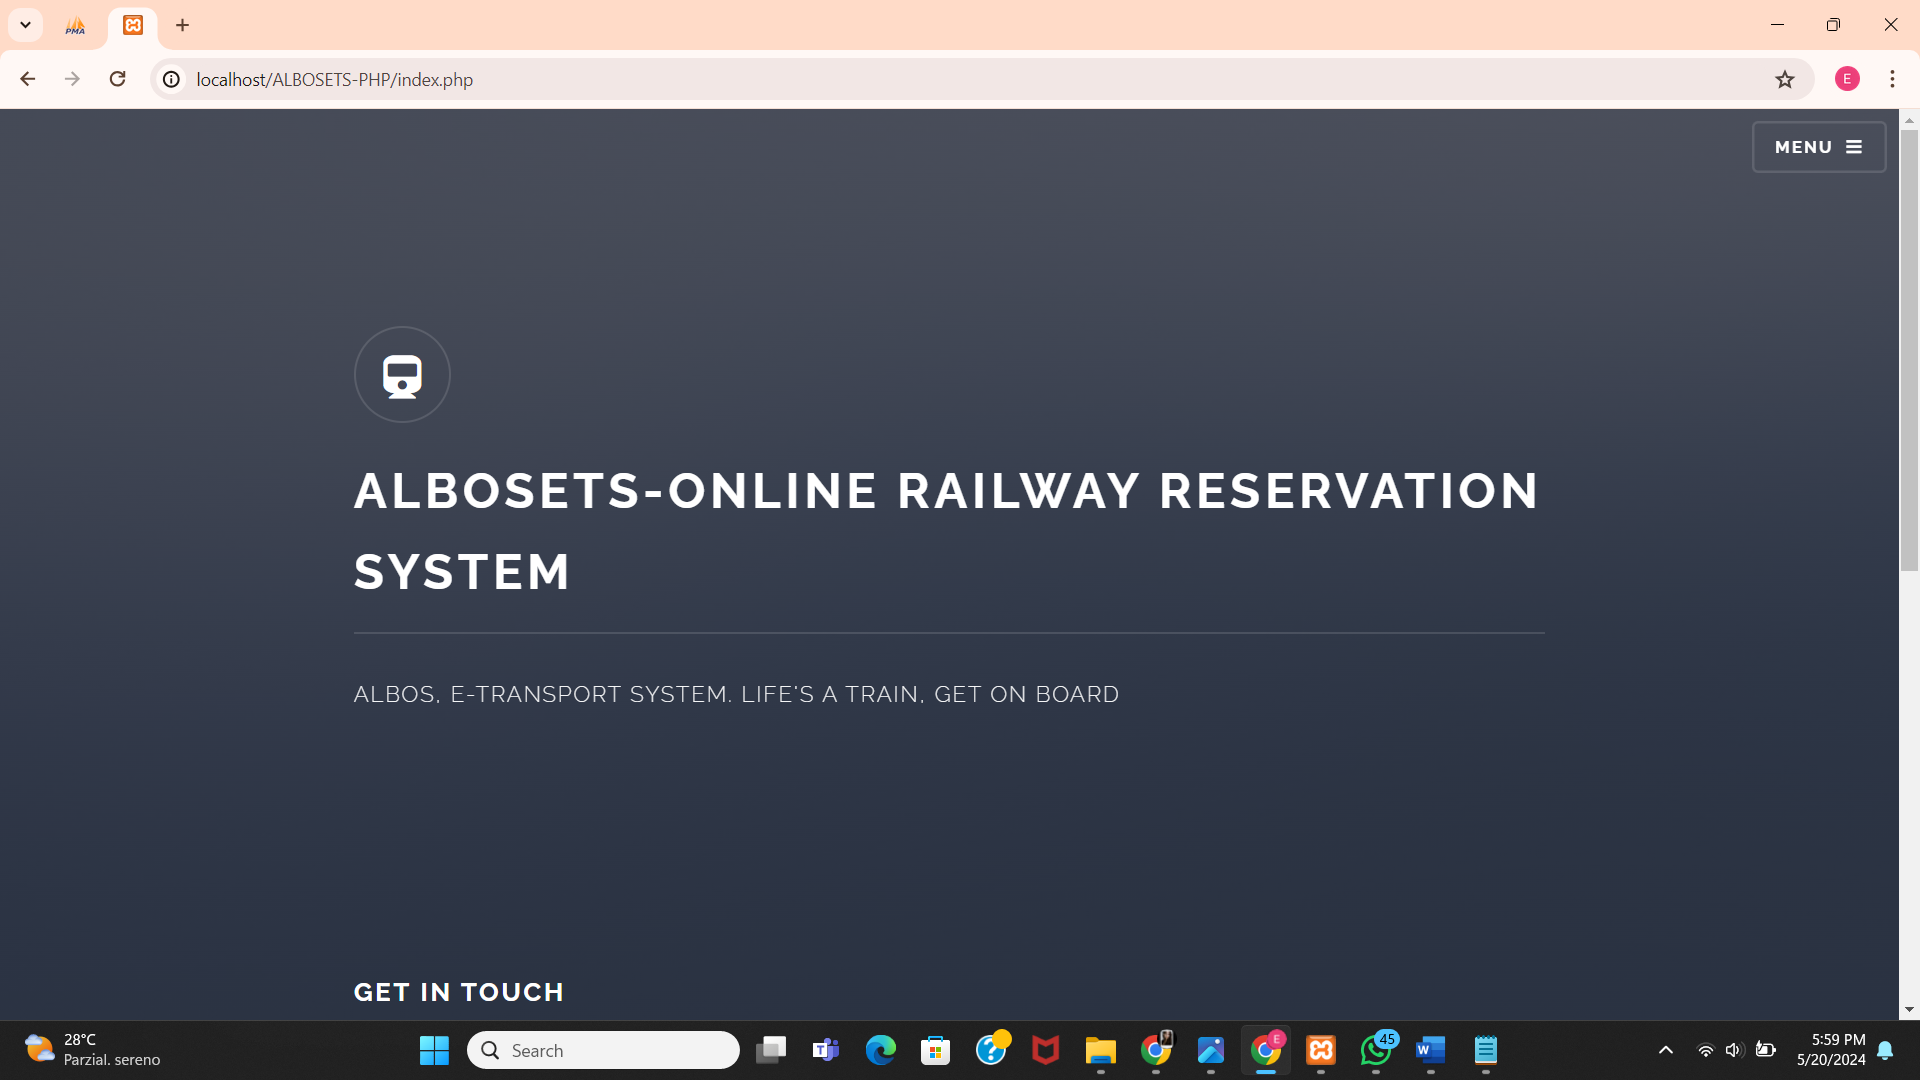 PMA
localhost/ALBOSETS-PHP/index.php
E
MENU
ALBOSETS-ONLINE RAILWAY RESERVATION
SYSTEM
ALBOS, E-TRANSPORT SYSTEM. LIFE'S A TRAIN, GET ON BOARD
GET IN TOUCH
28°C
Parzial. sereno
Search
E
45
5:59 PM
5/20/2024